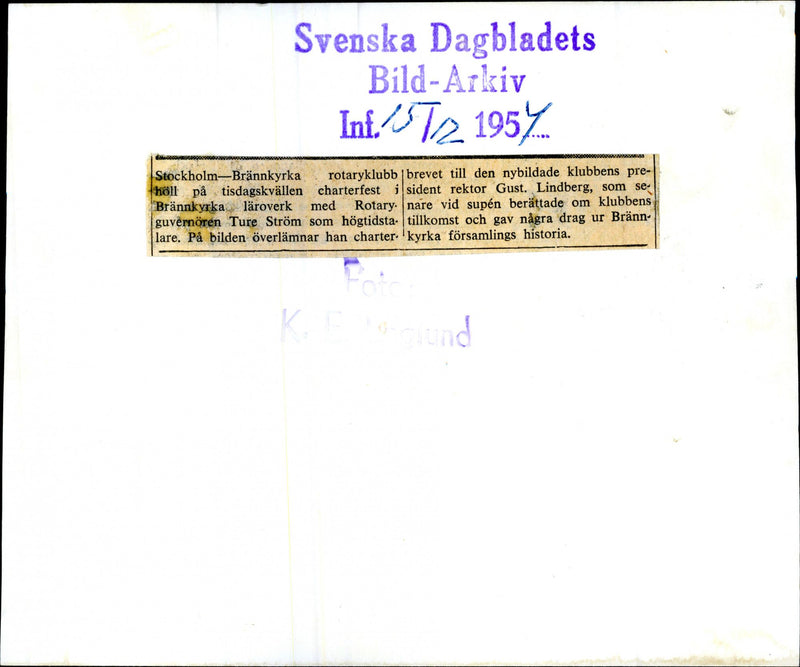 Svenska Dagbladets
Bild-Arkiv
Inf. 15/12 1954
Stockholm—Brännkyrka rotaryklubb
höll på tisdagskvällen charterfest i
Brännkyrka läroverk med Rotary-
guvernören Ture Ström som högtidsta-
lare. På bilden överlämnar han charter-
brevet till den nybildade klubbens pre-
sident rektor Gust. Lindberg, som se-
nare vid supén berättade om klubbens
tillkomst och gav några drag ur Bränn-
kyrka församlings historia.
Foto:
K. E.